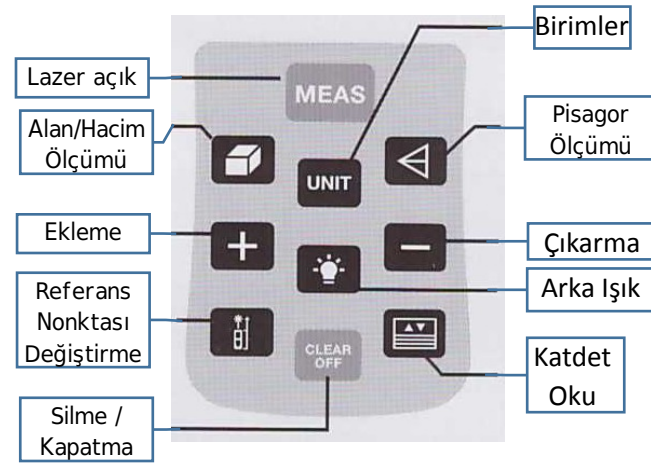 Birimler
Lazer açık
MEAS
Alan/Hacim
Ölçümü
Pisagor
Ölçümü
UNIT
Ekleme
+
−
Çıkarma
Arka Işık
Referans
Nonktası
Değiştirme
CLEAR
OFF
Katdet
Oku
Silme /
Kapatma